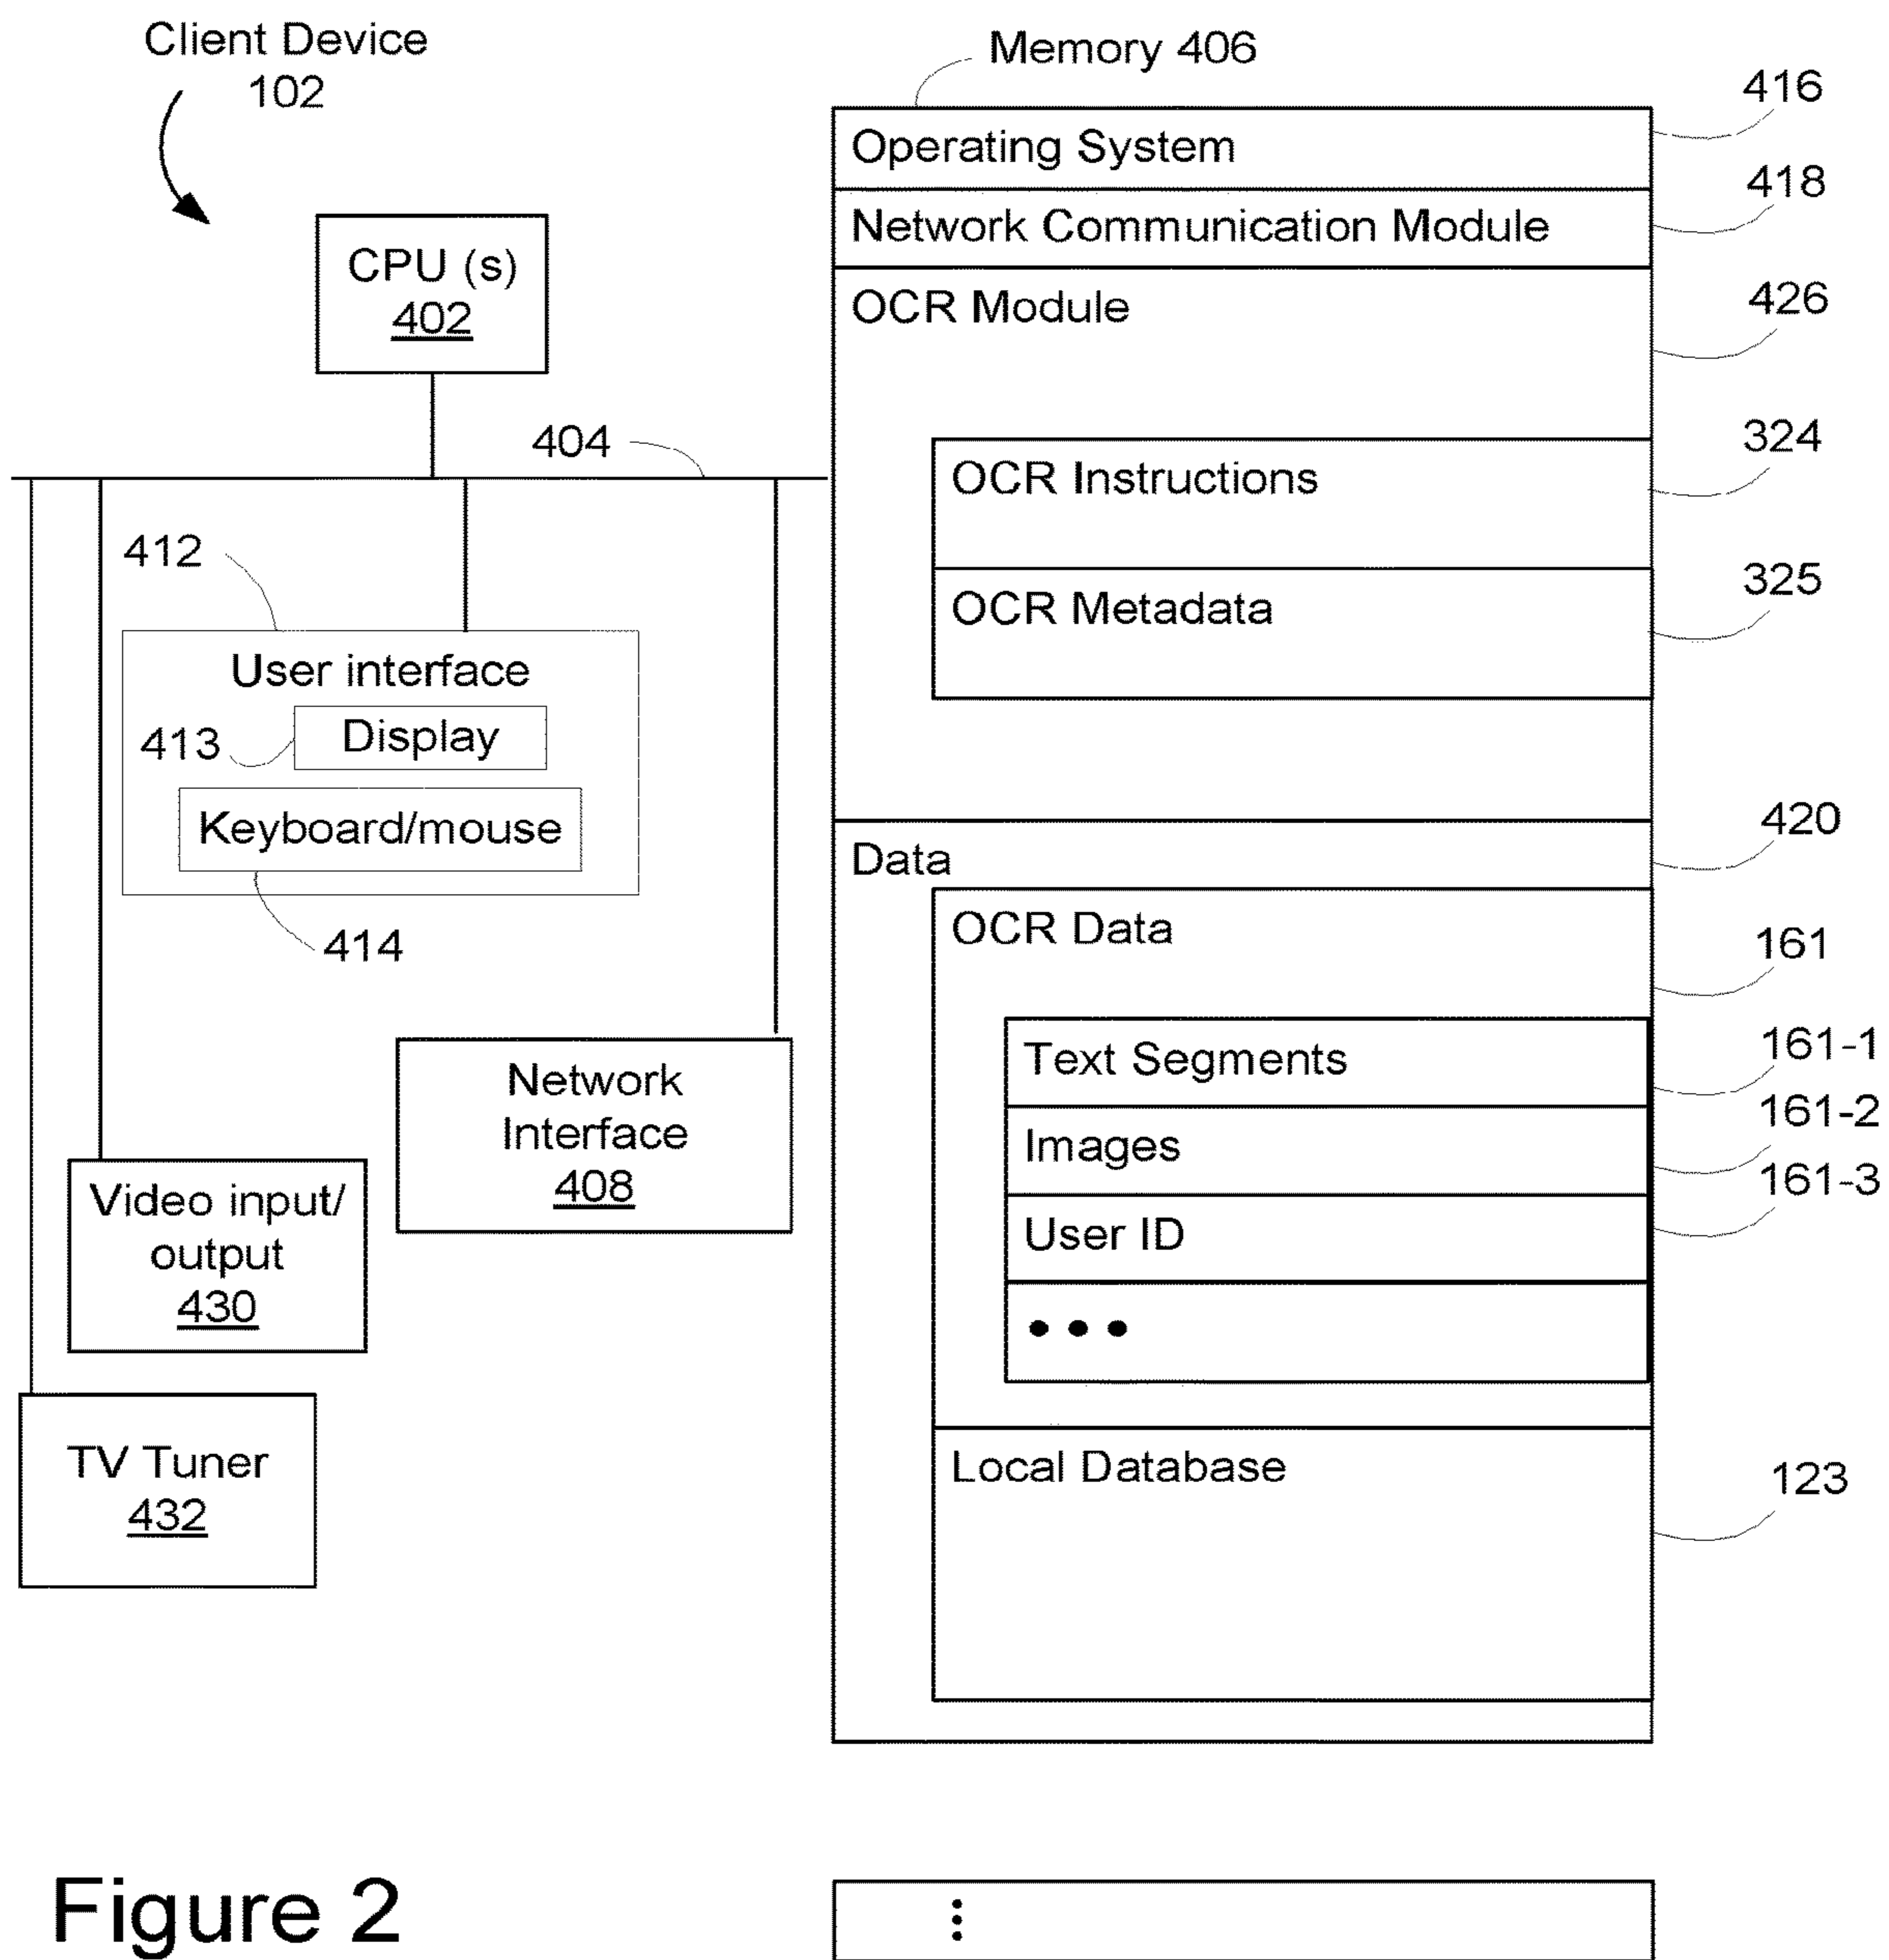 Client Device
102
CPU (s)
402
404
412
User interface
413
Display
Keyboard/mouse
414
Network
Interface
408
Video input/
output
430
TV Tuner
432
Memory 406
Operating System
416
Network Communication Module
418
OCR Module
426
OCR Instructions
324
OCR Metadata
325
Data
420
OCR Data
161
Text Segments
161-1
Images
161-2
User ID
161-3
• • •
Local Database
123
Figure 2
⋮